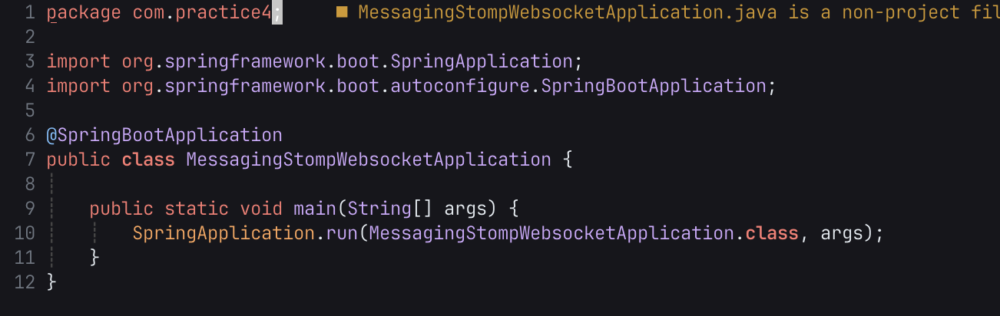 1 package com.practice4; ■ MessagingStompWebsocketApplication.java is a non-project fil
2
3 import org.springframework.boot.SpringApplication;
4 import org.springframework.boot.autoconfigure.SpringBootApplication;
5
6 @SpringBootApplication
7 public class MessagingStompWebsocketApplication {
8
9     public static void main(String[] args) {
10         SpringApplication.run(MessagingStompWebsocketApplication.class, args);
11     }
12 }